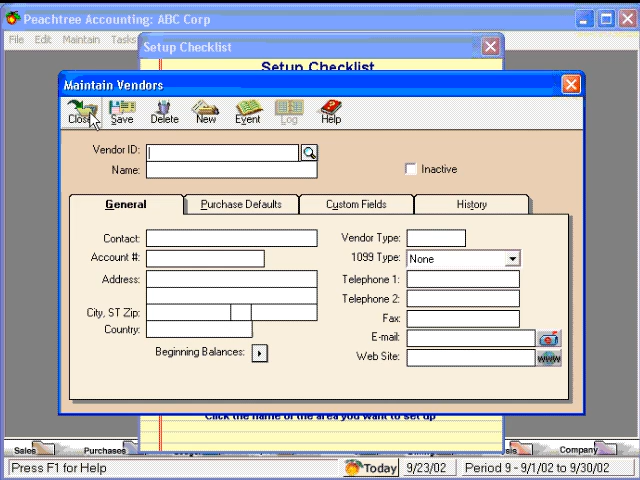 Peachtree Accounting: ABC Corp
File Edit Maintain Tasks
Setup Checklist
Setup Checklist
Maintain Vendors
Close Save Delete New Event Log Help
Vendor ID:
Name:
Inactive
General Purchase Defaults Custom Fields History
Contact:
Vendor Type:
Account #:
1099 Type: None
Address:
Telephone 1:
Telephone 2:
City, ST Zip:
Fax:
Country:
E-mail:
Beginning Balances:
Web Site:
WWW
Click the name of the area you want to set up
Sales Purchases Company
Press F1 for Help Today 9/23/02 Period 9 - 9/1/02 to 9/30/02